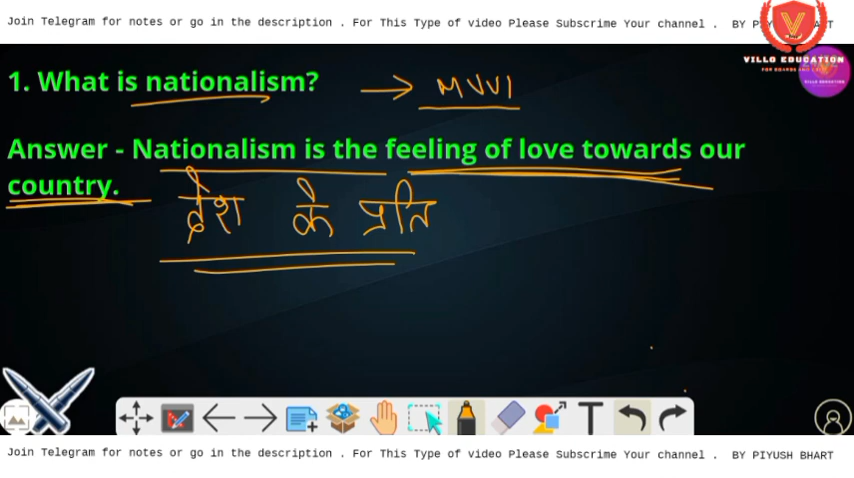 Join Telegram for notes or go in the description . For This Type of video Please Subscrime Your channel . BY
VILLO EDUCATION
1. What is nationalism? → MVVI
Answer - Nationalism is the feeling of love towards our
country.
देश के प्रति
Join Telegram for notes or go in the description . For This Type of video Please Subscrime Your channel . BY PIYUSH BHART